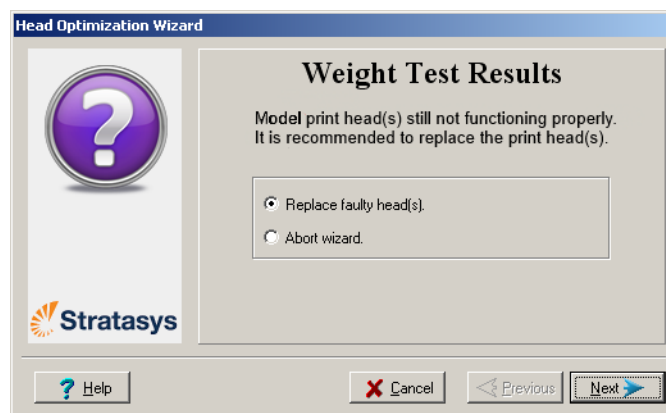 Head Optimization Wizard
Weight Test Results
Model print head(s) still not functioning properly.
It is recommended to replace the print head(s).
Replace faulty head(s).
Abort wizard.
Stratasys
Help
Cancel
Previous
Next